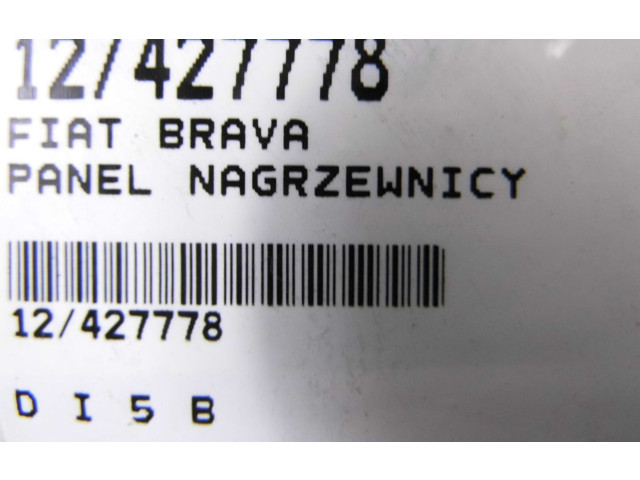 12/427778
FIAT BRAVA
PANEL NAGRZEWNICY
12/427778
D I 5 B